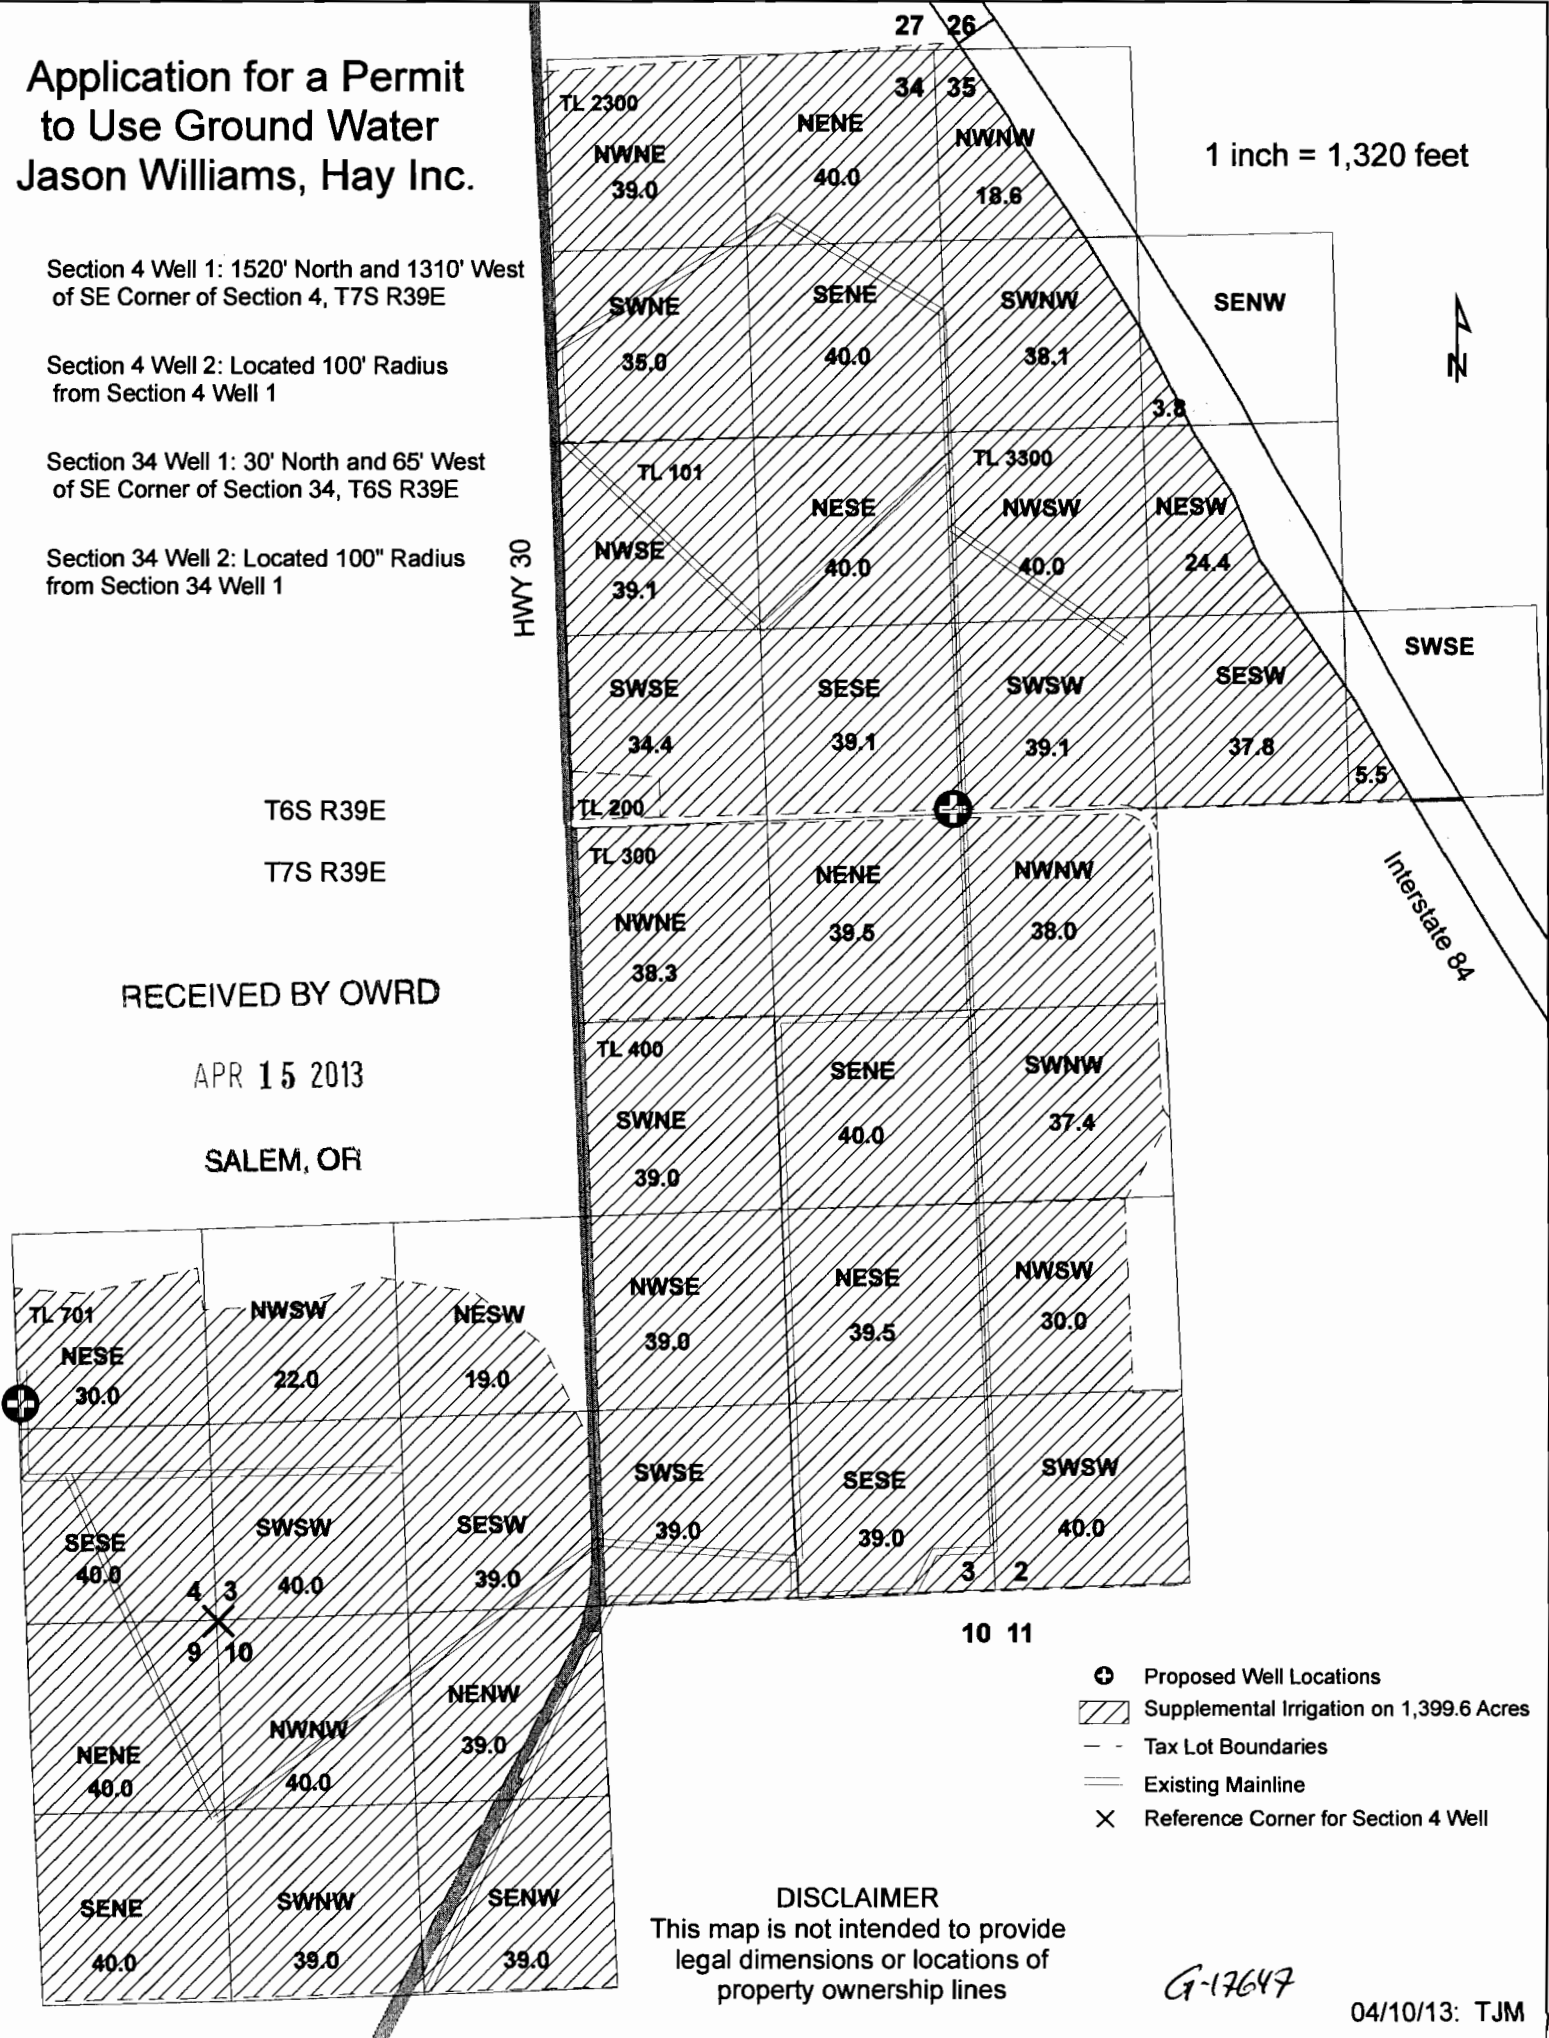 Application for a Permit
to Use Ground Water
Jason Williams, Hay Inc.
Section 4 Well 1: 1520' North and 1310' West
of SE Corner of Section 4, T7S R39E
Section 4 Well 2: Located 100' Radius
from Section 4 Well 1
Section 34 Well 1: 30' North and 65' West
of SE Corner of Section 34, T6S R39E
Section 34 Well 2: Located 100" Radius
from Section 34 Well 1
1 inch = 1,320 feet
N
HWY 30
27 26
34 35
TL 2300
NWNE
39.0
NENE
40.0
NWNW
18.6
SWNE
35.0
SENE
40.0
SWNW
38.1
SENW
3.8
TL 101
NWSE
39.1
NESE
40.0
TL 3300
NWSW
40.0
NESW
24.4
SWSE
34.4
SESE
39.1
SWSW
39.1
SESW
37.8
SWSE
5.5
TL 200
T6S R39E
T7S R39E
Interstate 84
TL 300
NWNE
38.3
NENE
39.5
NWNW
38.0
TL 400
SWNE
39.0
SENE
40.0
SWNW
37.4
NWSE
39.0
NESE
39.5
NWSW
30.0
SWSE
39.0
SESE
39.0
SWSW
40.0
3 2
10 11
RECEIVED BY OWRD
APR 15 2013
SALEM, OR
TL 701
NESE
30.0
NWSW
22.0
NESW
19.0
SESE
40.0
SWSW
40.0
SESW
39.0
4 3
9 10
NENE
40.0
NWNW
40.0
NENW
39.0
SENE
40.0
SWNW
39.0
SENW
39.0
Proposed Well Locations
Supplemental Irrigation on 1,399.6 Acres
Tax Lot Boundaries
Existing Mainline
Reference Corner for Section 4 Well
DISCLAIMER
This map is not intended to provide
legal dimensions or locations of
property ownership lines
G-17647
04/10/13: TJM